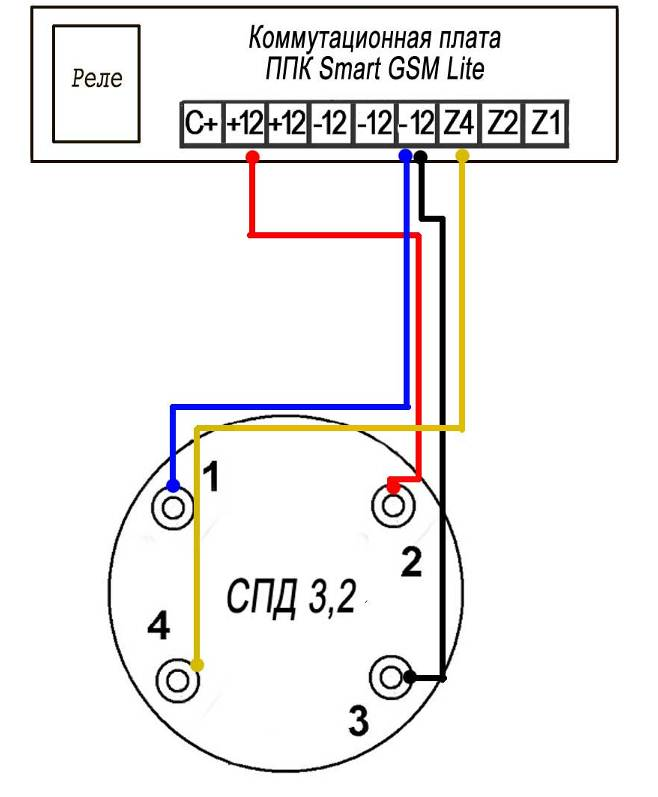 Коммутационная плата
ППК Smart GSM Lite
Реле
C+ +12 +12 -12 -12 -12 Z4 Z2 Z1
1
2
СПД 3,2
4
3